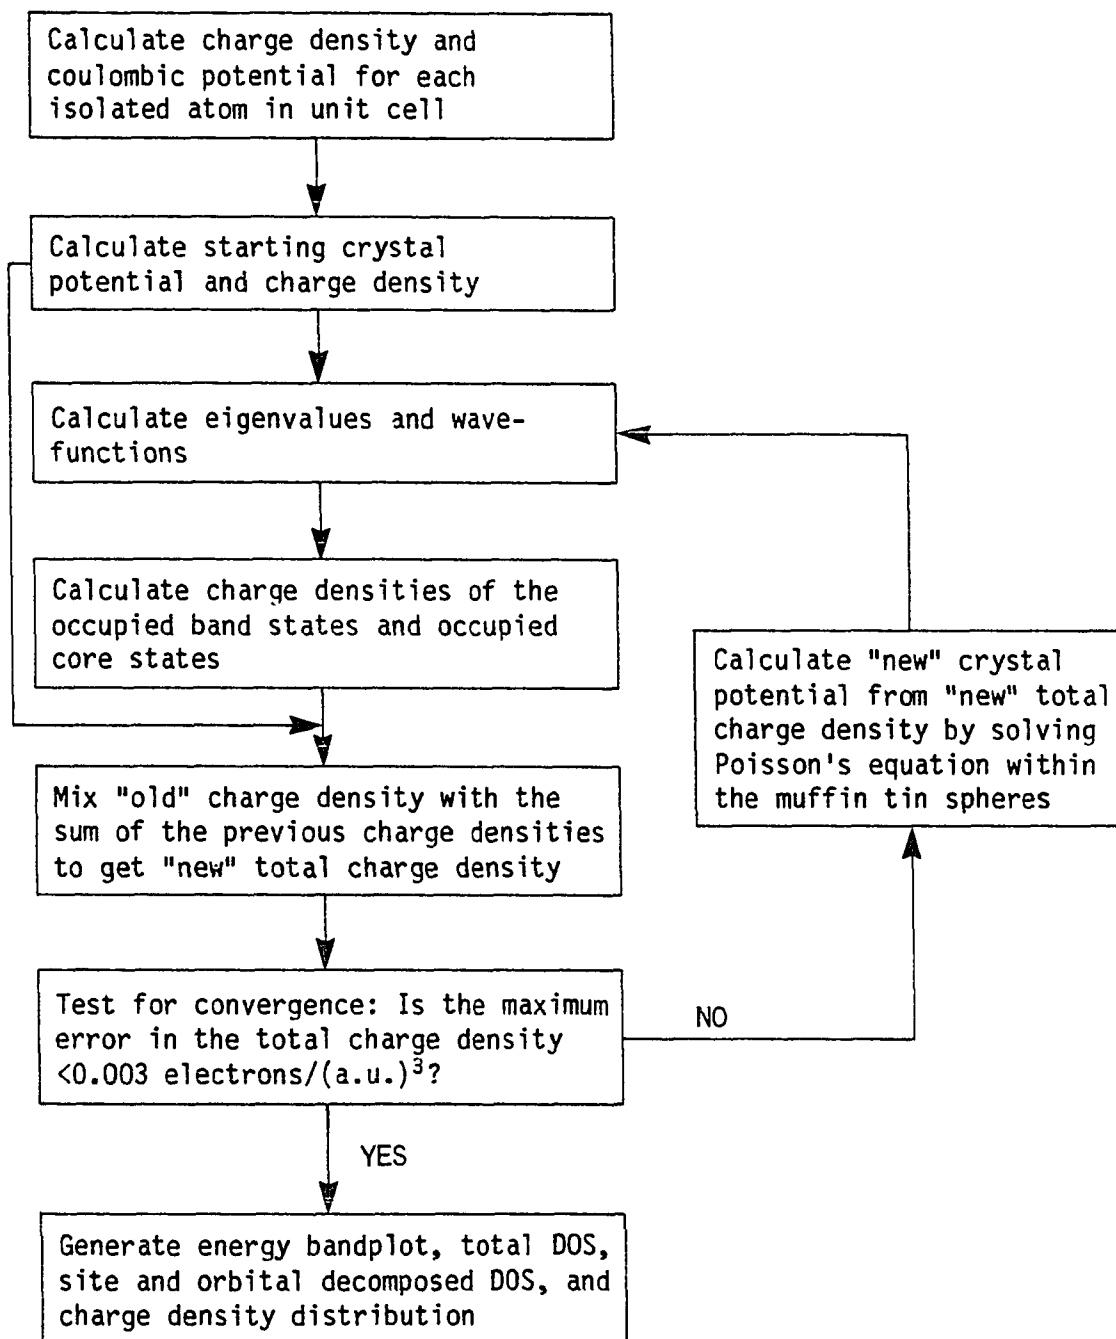 Calculate charge density and
coulombic potential for each
isolated atom in unit cell
Calculate starting crystal
potential and charge density
Calculate eigenvalues and wave-
functions
Calculate charge densities of the
occupied band states and occupied
core states
Calculate "new" crystal
potential from "new" total
charge density by solving
Poisson's equation within
the muffin tin spheres
Mix "old" charge density with the
sum of the previous charge densities
to get "new" total charge density
Test for convergence: Is the maximum
error in the total charge density
<0.003 electrons/(a.u.)³?
NO
YES
Generate energy bandplot, total DOS,
site and orbital decomposed DOS, and
charge density distribution